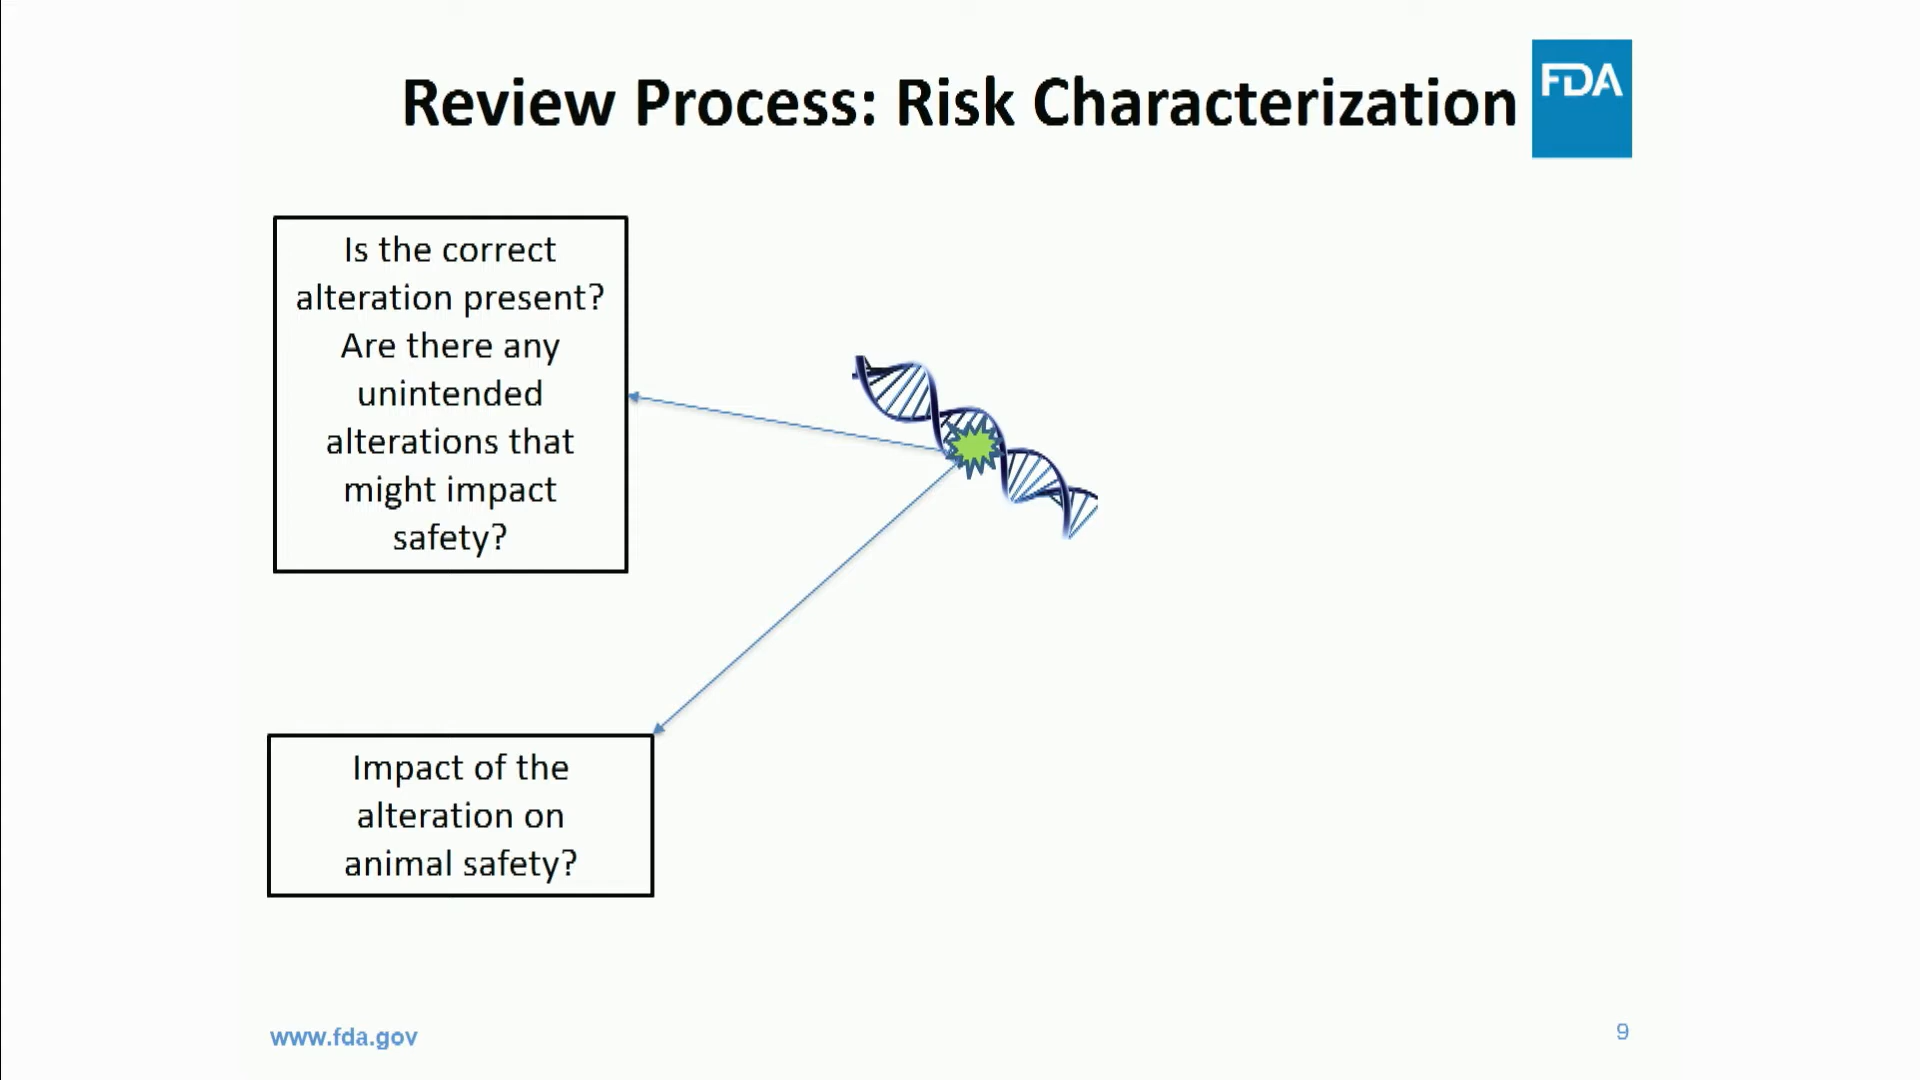 Review Process: Risk Characterization
FDA
Is the correct
alteration present?
Are there any
unintended
alterations that
might impact
safety?
Impact of the
alteration on
animal safety?
www.fda.gov
9